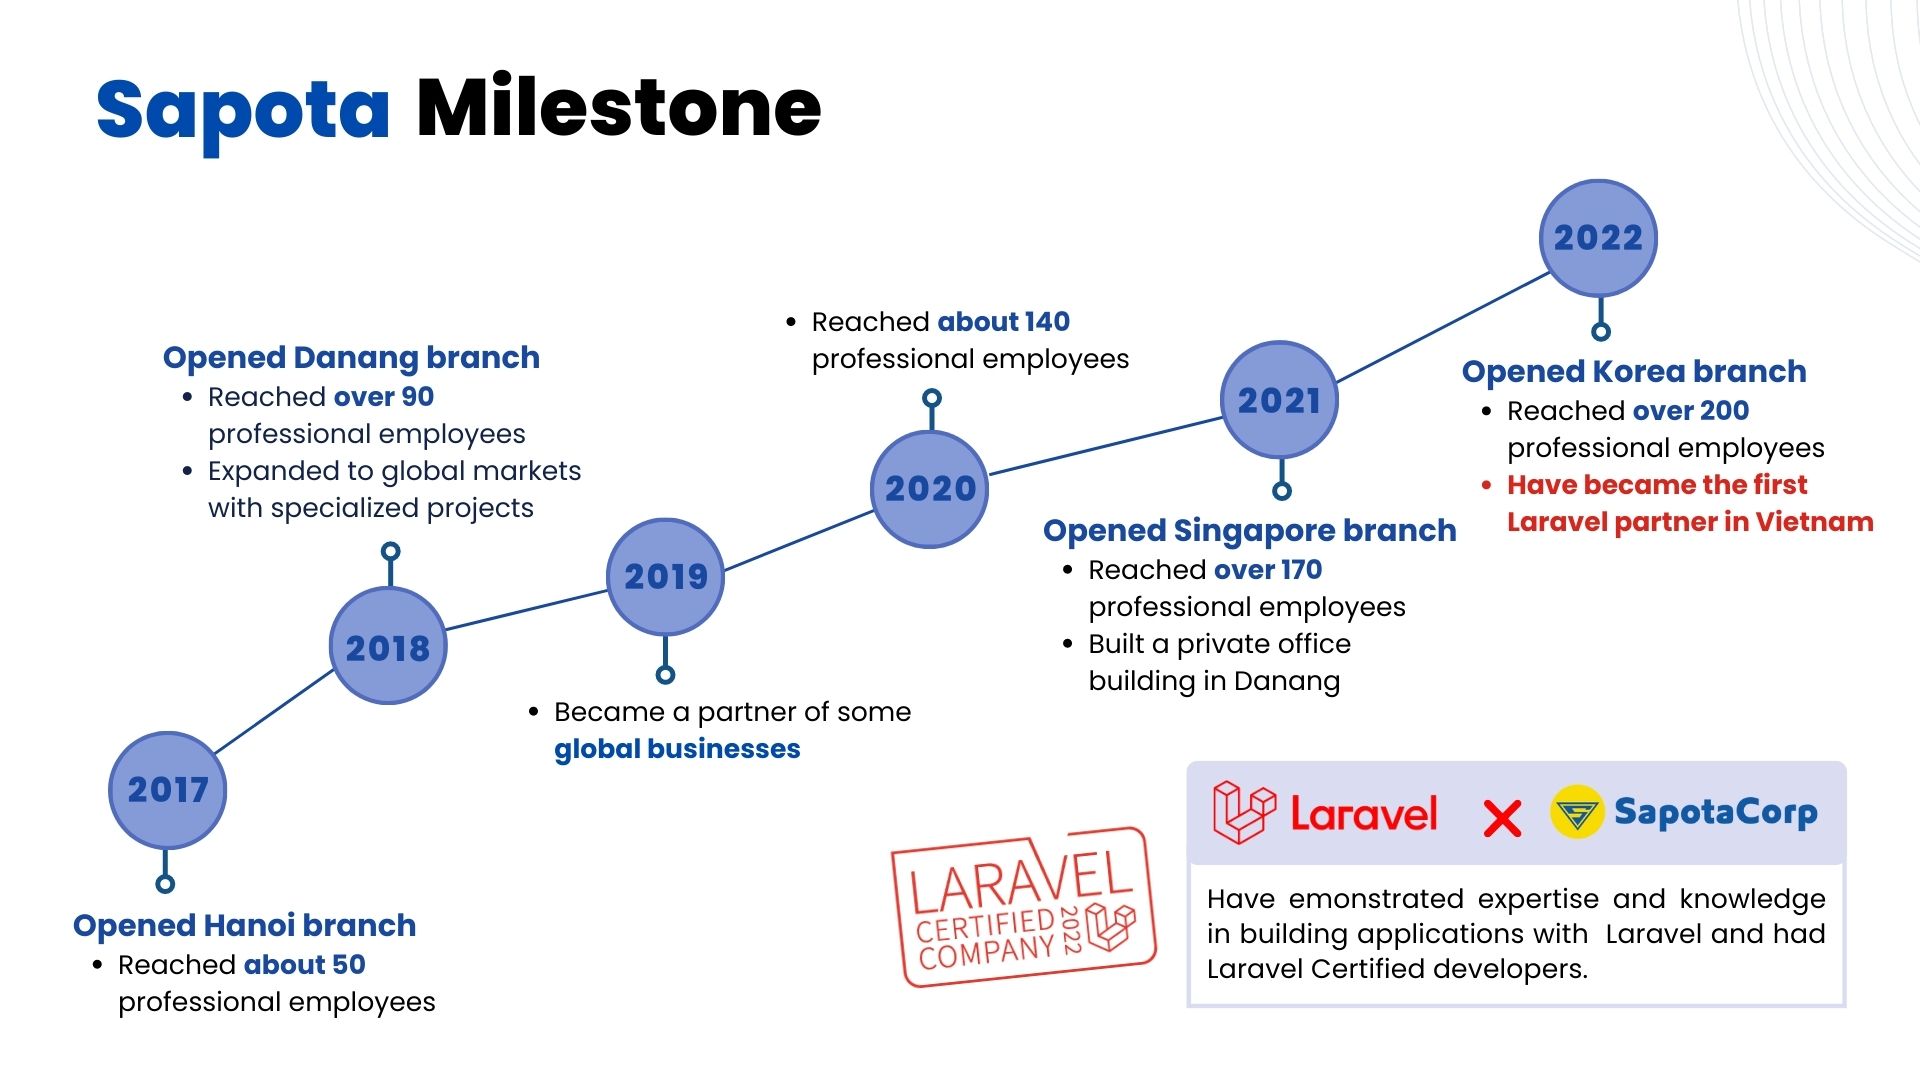 Sapota Milestone
2017
Opened Hanoi branch
• Reached about 50
professional employees
2018
Opened Danang branch
• Reached over 90
professional employees
• Expanded to global markets
with specialized projects
2019
• Became a partner of some
global businesses
2020
• Reached about 140
professional employees
2021
Opened Singapore branch
• Reached over 170
professional employees
• Built a private office
building in Danang
2022
Opened Korea branch
• Reached over 200
professional employees
• Have became the first
Laravel partner in Vietnam
LARAVEL
CERTIFIED
COMPANY
2022
Laravel X SapotaCorp
Have emonstrated expertise and knowledge
in building applications with Laravel and had
Laravel Certified developers.